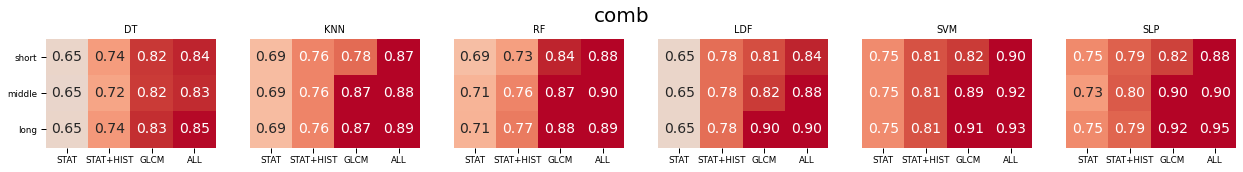 comb
DT KNN RF LDF SVM SLP
short 0.65 0.74 0.82 0.84 0.69 0.76 0.78 0.87 0.69 0.73 0.84 0.88 0.65 0.78 0.81 0.84 0.75 0.81 0.82 0.90 0.75 0.79 0.82 0.88
middle 0.65 0.72 0.82 0.83 0.69 0.76 0.87 0.88 0.71 0.76 0.87 0.90 0.65 0.78 0.82 0.88 0.75 0.81 0.89 0.92 0.73 0.80 0.90 0.90
long 0.65 0.74 0.83 0.85 0.69 0.76 0.87 0.89 0.71 0.77 0.88 0.89 0.65 0.78 0.90 0.90 0.75 0.81 0.91 0.93 0.75 0.79 0.92 0.95
STAT STAT+HIST GLCM ALL STAT STAT+HIST GLCM ALL STAT STAT+HIST GLCM ALL STAT STAT+HIST GLCM ALL STAT STAT+HIST GLCM ALL STAT STAT+HIST GLCM ALL